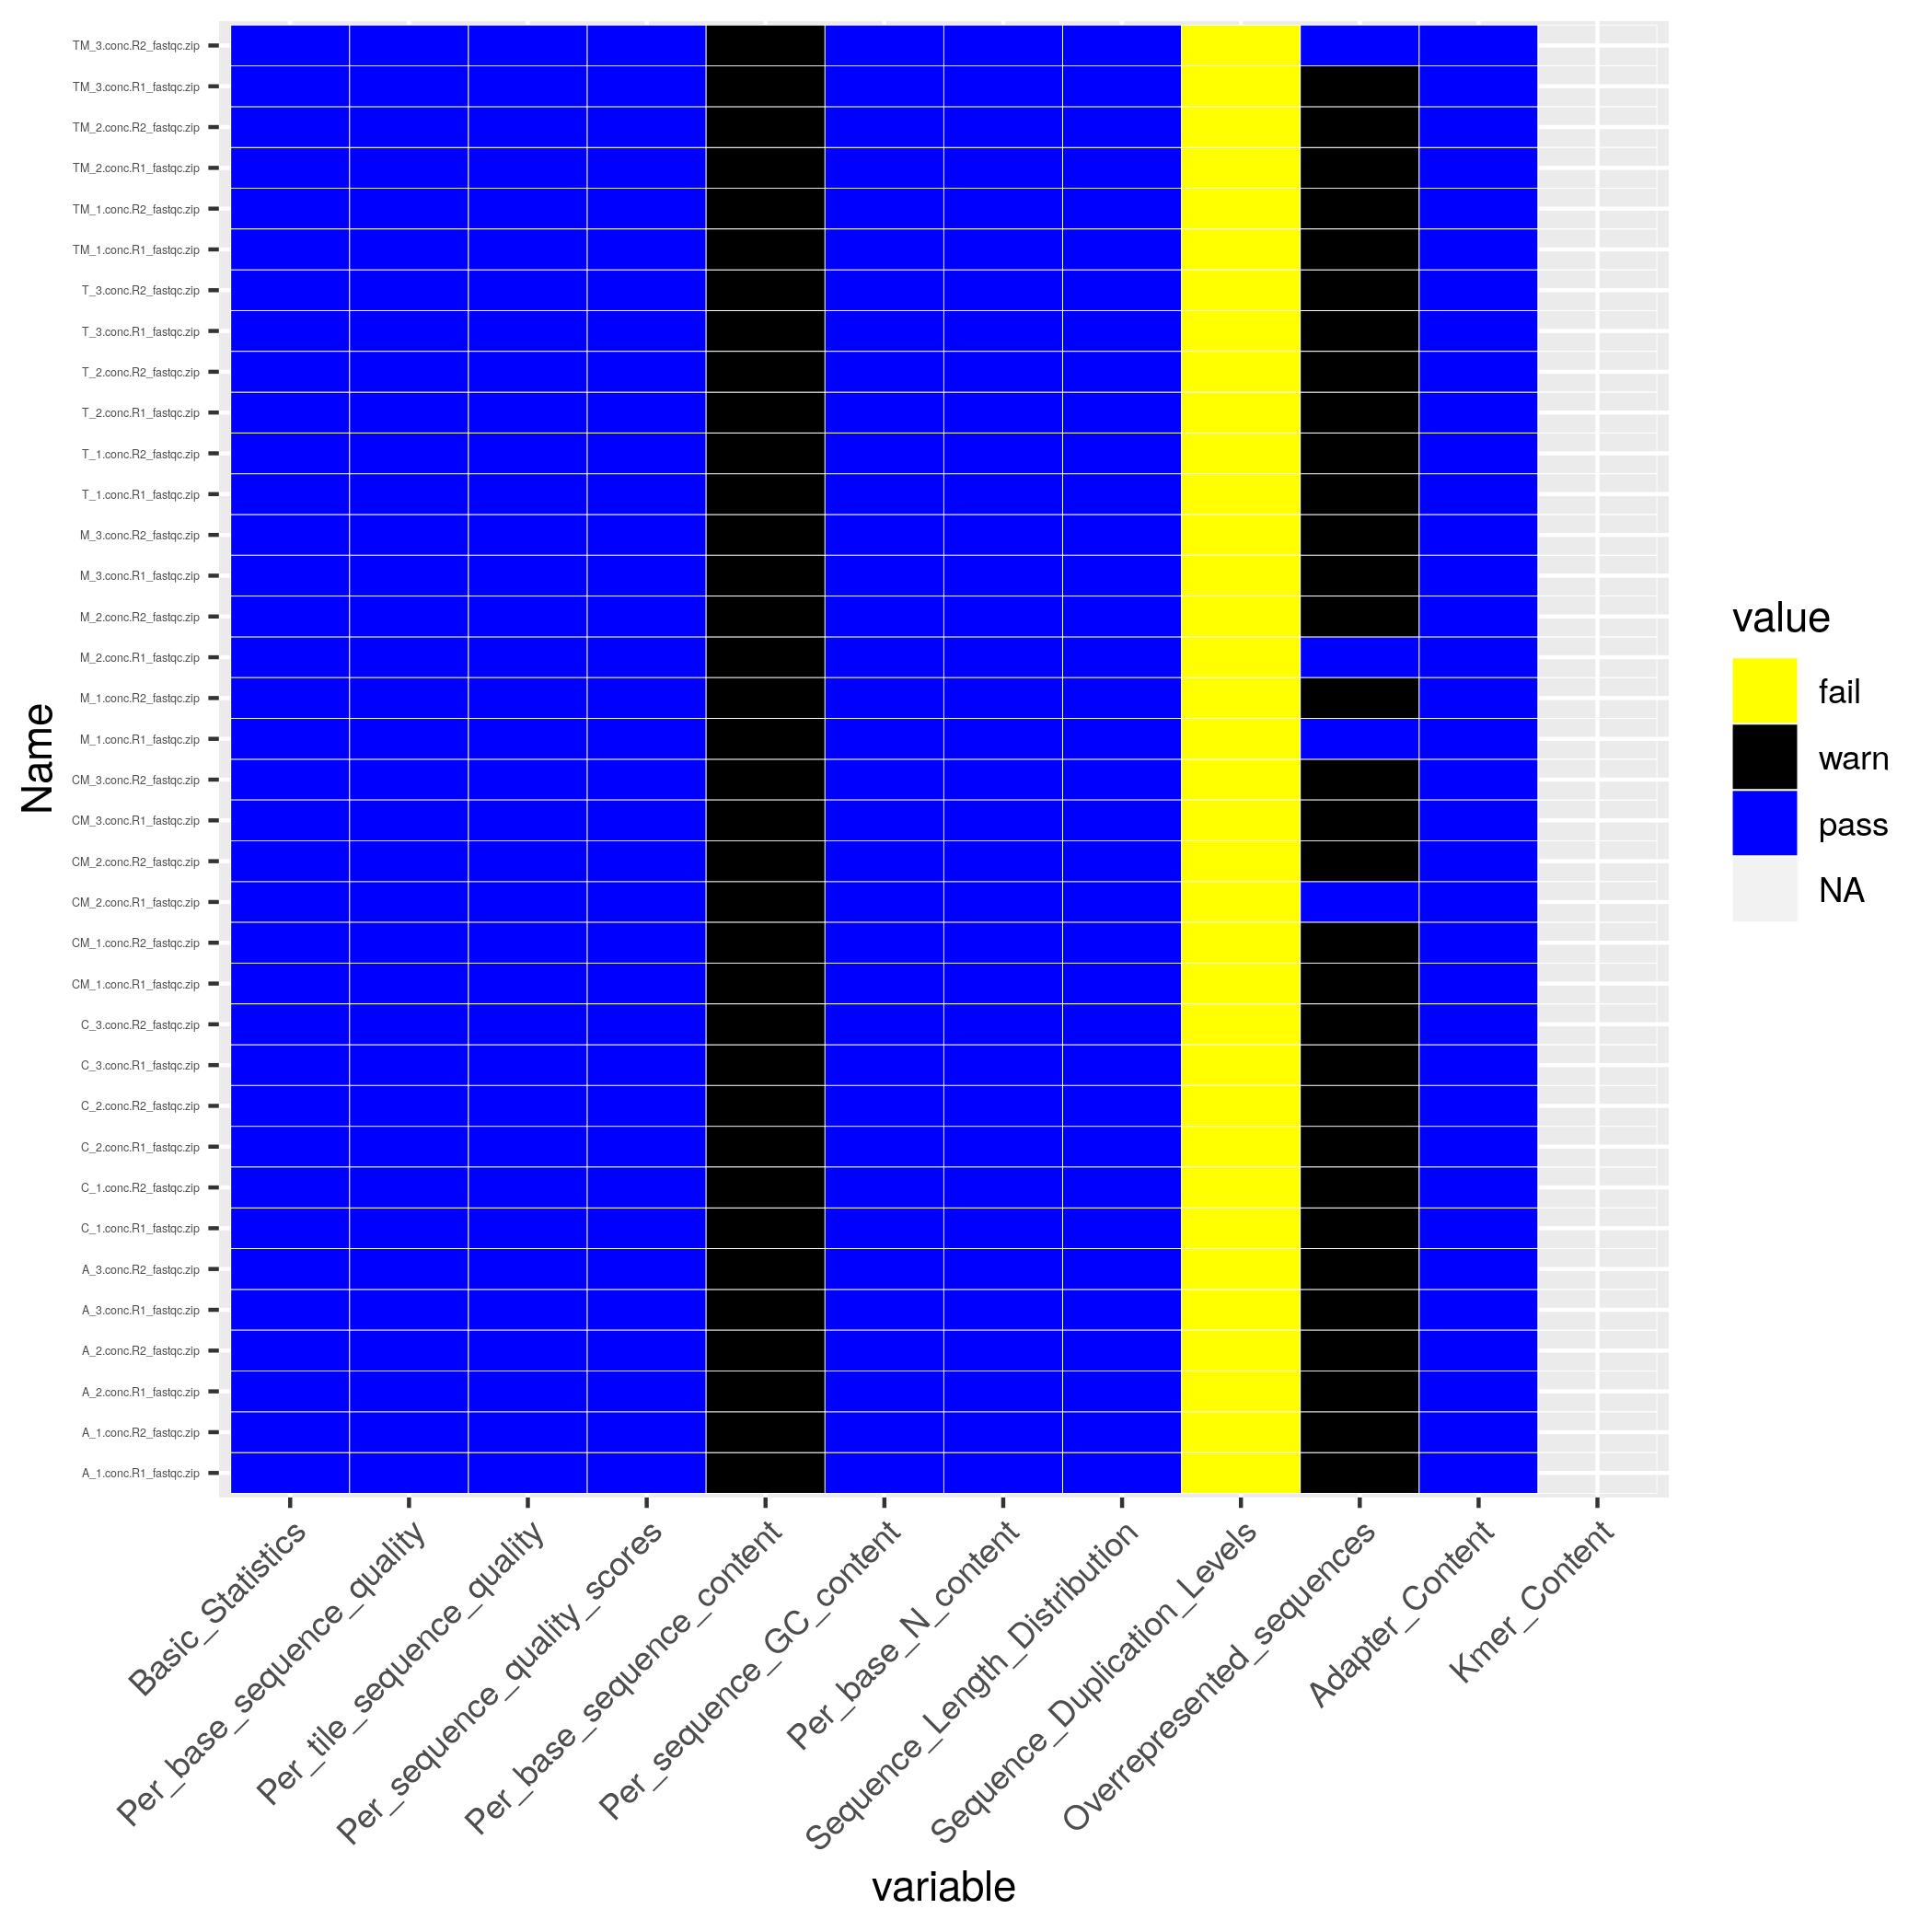 TM_3.conc.R2_fastqc.zip
TM_3.conc.R1_fastqc.zip
TM_2.conc.R2_fastqc.zip
TM_2.conc.R1_fastqc.zip
TM_1.conc.R2_fastqc.zip
TM_1.conc.R1_fastqc.zip
T_3.conc.R2_fastqc.zip
T_3.conc.R1_fastqc.zip
T_2.conc.R2_fastqc.zip
T_2.conc.R1_fastqc.zip
T_1.conc.R2_fastqc.zip
T_1.conc.R1_fastqc.zip
M_3.conc.R2_fastqc.zip
M_3.conc.R1_fastqc.zip
M_2.conc.R2_fastqc.zip
M_2.conc.R1_fastqc.zip
M_1.conc.R2_fastqc.zip
M_1.conc.R1_fastqc.zip
CM_3.conc.R2_fastqc.zip
CM_3.conc.R1_fastqc.zip
CM_2.conc.R2_fastqc.zip
CM_2.conc.R1_fastqc.zip
CM_1.conc.R2_fastqc.zip
CM_1.conc.R1_fastqc.zip
C_3.conc.R2_fastqc.zip
C_3.conc.R1_fastqc.zip
C_2.conc.R2_fastqc.zip
C_2.conc.R1_fastqc.zip
C_1.conc.R2_fastqc.zip
C_1.conc.R1_fastqc.zip
A_3.conc.R2_fastqc.zip
A_3.conc.R1_fastqc.zip
A_2.conc.R2_fastqc.zip
A_2.conc.R1_fastqc.zip
A_1.conc.R2_fastqc.zip
A_1.conc.R1_fastqc.zip
Name
Basic_Statistics
Per_base_sequence_quality
Per_tile_sequence_quality
Per_sequence_quality_scores
Per_base_sequence_content
Per_sequence_GC_content
Per_base_N_content
Sequence_Length_Distribution
Sequence_Duplication_Levels
Overrepresented_sequences
Adapter_Content
Kmer_Content
variable
value
fail
warn
pass
NA